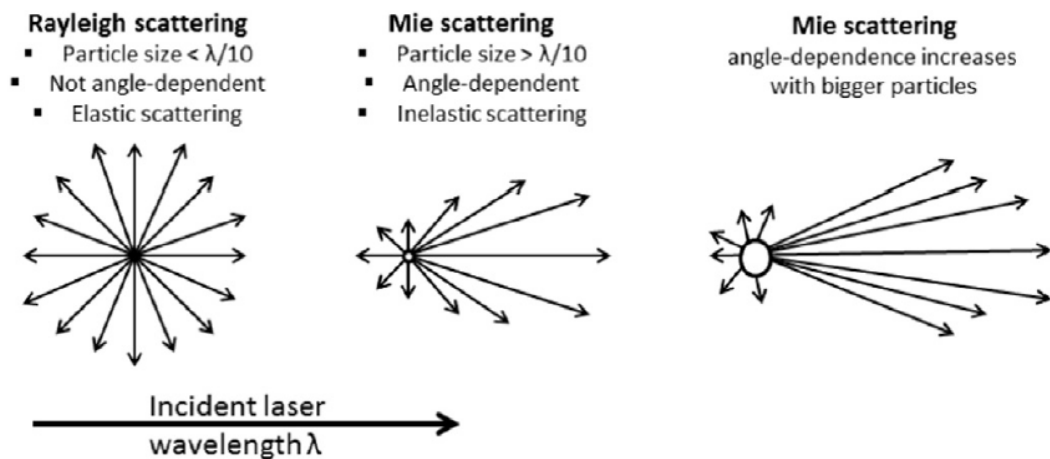 Rayleigh scattering
▪ Particle size < λ/10
▪ Not angle-dependent
▪ Elastic scattering
Mie scattering
▪ Particle size > λ/10
▪ Angle-dependent
▪ Inelastic scattering
Mie scattering
angle-dependence increases
with bigger particles
Incident laser
wavelength λ